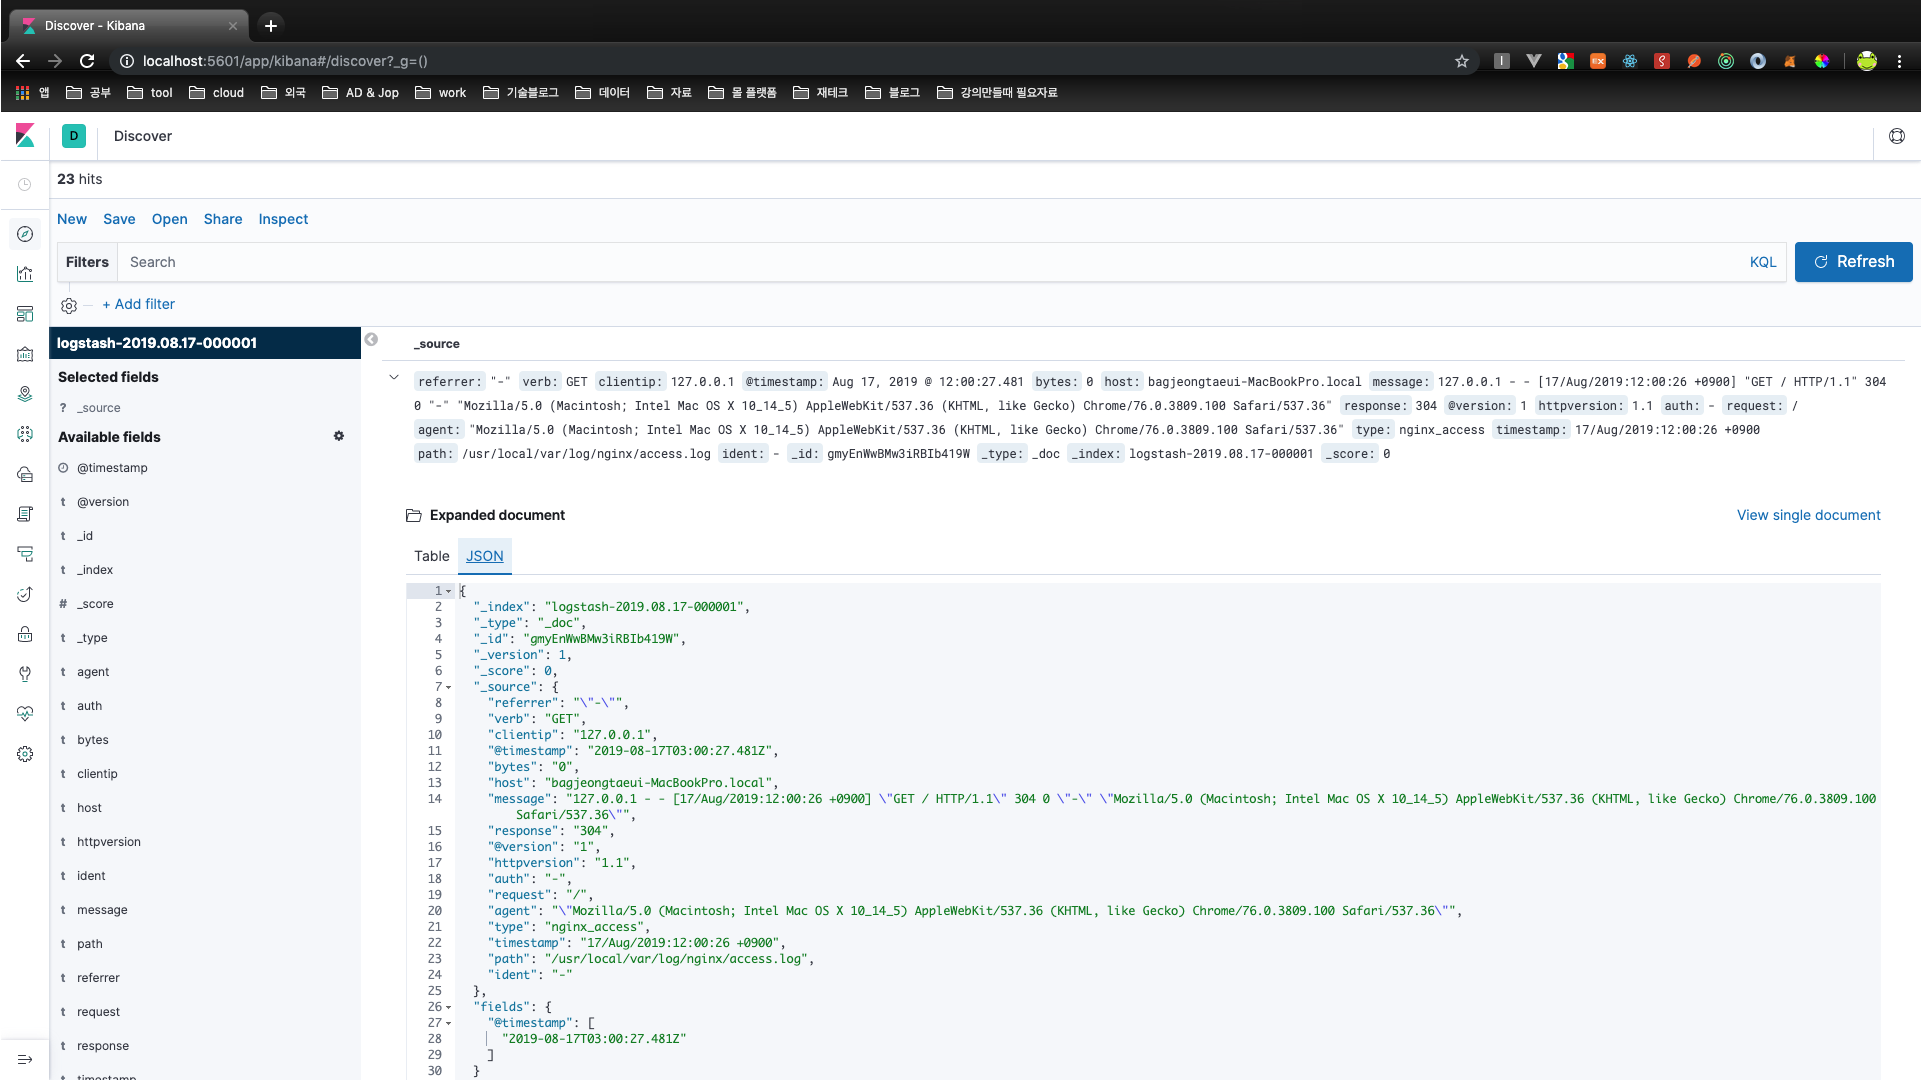 Discover - Kibana
localhost:5601/app/kibana#/discover?_g=()
앱 공부 tool cloud 외국 AD & Jop work 기술블로그 데이터 자료 몰 플랫폼 재테크 블로그 강의만들때 필요자료
D Discover
23 hits
New Save Open Share Inspect
Filters Search KQL Refresh
+ Add filter
logstash-2019.08.17-000001
Selected fields
? _source
Available fields
@timestamp
t @version
t _id
t _index
# _score
t _type
t agent
t auth
t bytes
t clientip
t host
t httpversion
t ident
t message
t path
t referrer
t request
t response
t timestamp
_source
referrer: "-" verb: GET clientip: 127.0.0.1 @timestamp: Aug 17, 2019 @ 12:00:27.481 bytes: 0 host: bagjeongtaeui-MacBookPro.local message: 127.0.0.1 - - [17/Aug/2019:12:00:26 +0900] "GET / HTTP/1.1" 304
0 "-" "Mozilla/5.0 (Macintosh; Intel Mac OS X 10_14_5) AppleWebKit/537.36 (KHTML, like Gecko) Chrome/76.0.3809.100 Safari/537.36" response: 304 @version: 1 httpversion: 1.1 auth: - request: /
agent: "Mozilla/5.0 (Macintosh; Intel Mac OS X 10_14_5) AppleWebKit/537.36 (KHTML, like Gecko) Chrome/76.0.3809.100 Safari/537.36" type: nginx_access timestamp: 17/Aug/2019:12:00:26 +0900
path: /usr/local/var/log/nginx/access.log ident: - _id: gmyEnWwBMw3iRBIb419W _type: _doc _index: logstash-2019.08.17-000001 _score: 0
Expanded document View single document
Table JSON
1 {
2 "_index": "logstash-2019.08.17-000001",
3 "_type": "_doc",
4 "_id": "gmyEnWwBMw3iRBIb419W",
5 "_version": 1,
6 "_score": 0,
7 "_source": {
8 "referrer": "\"-\"",
9 "verb": "GET",
10 "clientip": "127.0.0.1",
11 "@timestamp": "2019-08-17T03:00:27.481Z",
12 "bytes": "0",
13 "host": "bagjeongtaeui-MacBookPro.local",
14 "message": "127.0.0.1 - - [17/Aug/2019:12:00:26 +0900] \"GET / HTTP/1.1\" 304 0 \"-\" \"Mozilla/5.0 (Macintosh; Intel Mac OS X 10_14_5) AppleWebKit/537.36 (KHTML, like Gecko) Chrome/76.0.3809.100
Safari/537.36\"",
15 "response": "304",
16 "@version": "1",
17 "httpversion": "1.1",
18 "auth": "-",
19 "request": "/",
20 "agent": "\"Mozilla/5.0 (Macintosh; Intel Mac OS X 10_14_5) AppleWebKit/537.36 (KHTML, like Gecko) Chrome/76.0.3809.100 Safari/537.36\"",
21 "type": "nginx_access",
22 "timestamp": "17/Aug/2019:12:00:26 +0900",
23 "path": "/usr/local/var/log/nginx/access.log",
24 "ident": "-"
25 },
26 "fields": {
27 "@timestamp": [
28 "2019-08-17T03:00:27.481Z"
29 ]
30 }